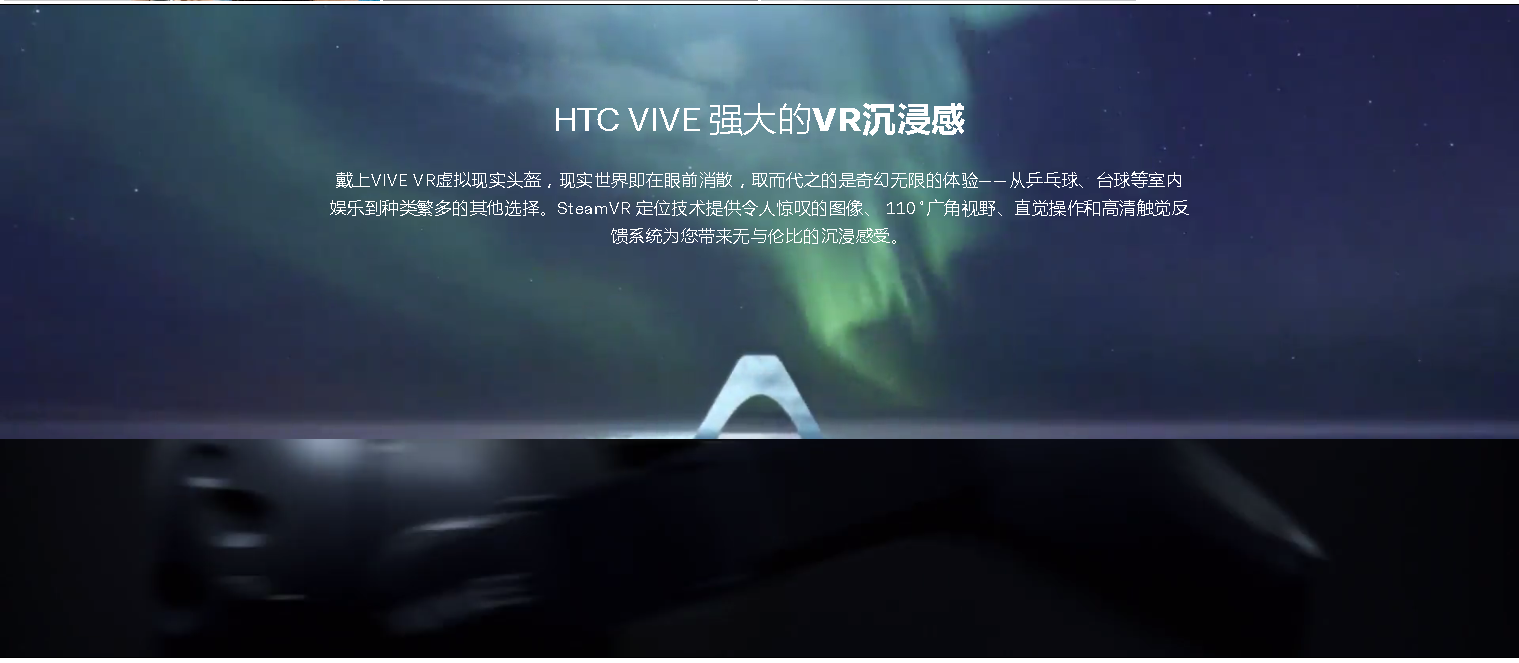 HTC VIVE 强大的VR沉浸感
戴上VIVE VR虚拟现实头盔，现实世界即在眼前消散，取而代之的是奇幻无限的体验——从乒乓球、台球等室内
娱乐到种类繁多的其他选择。SteamVR 定位技术提供令人惊叹的图像、 110°广角视野、直觉操作和高清触觉反
馈系统为您带来无与伦比的沉浸感受。